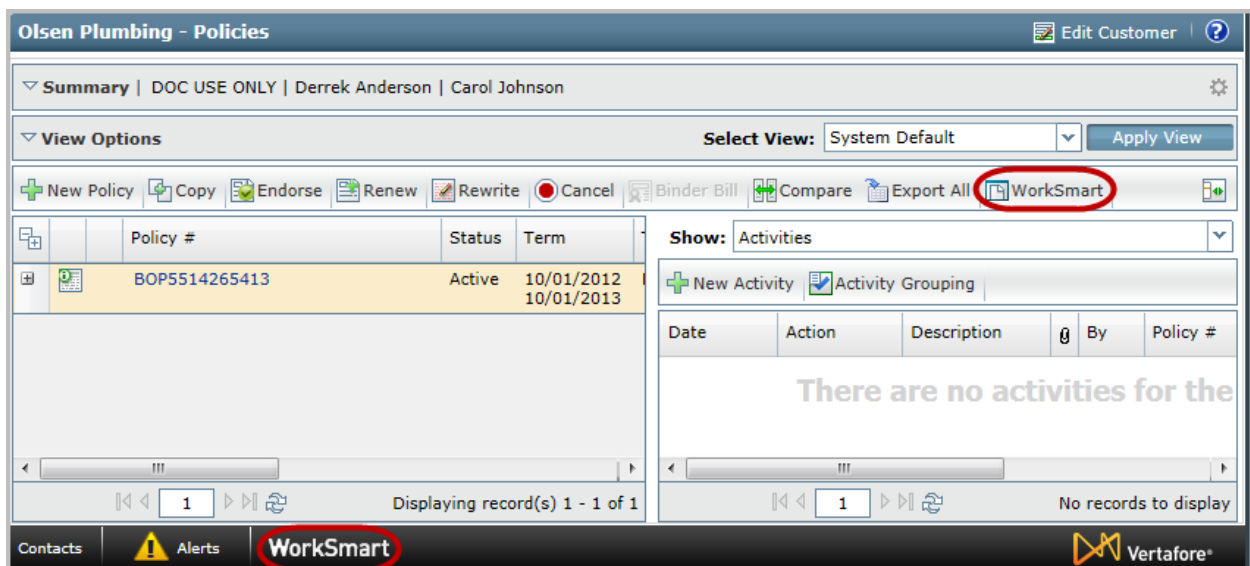 Olsen Plumbing - Policies Edit Customer ?
Summary | DOC USE ONLY | Derrek Anderson | Carol Johnson
View Options Select View: System Default Apply View
New Policy Copy Endorse Renew Rewrite Cancel Binder Bill Compare Export All WorkSmart
Policy # Status Term
BOP5514265413 Active 10/01/2012
10/01/2013
1 Displaying record(s) 1 - 1 of 1
Show: Activities
New Activity Activity Grouping
Date Action Description By Policy #
There are no activities for the
1 No records to display
Contacts Alerts WorkSmart Vertafore